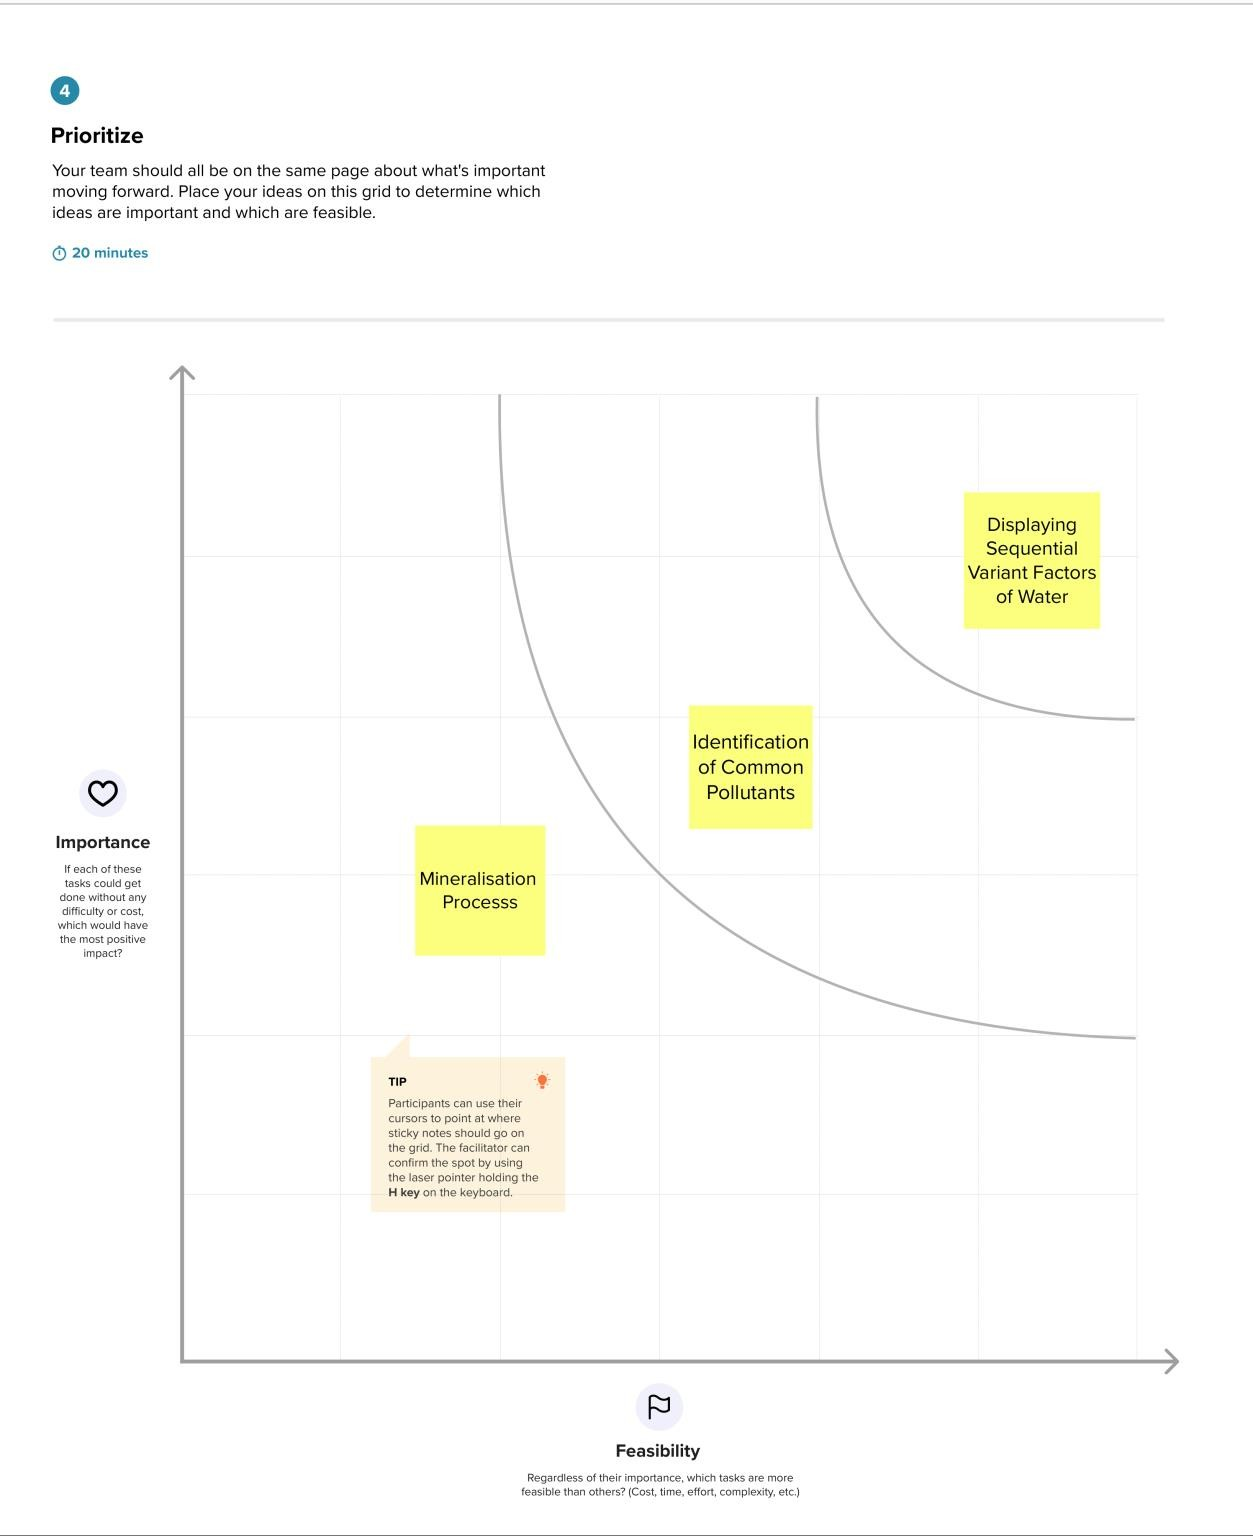 4
Prioritize
Your team should all be on the same page about what's important
moving forward. Place your ideas on this grid to determine which
ideas are important and which are feasible.
20 minutes
Displaying
Sequential
Variant Factors
of Water
Identification
of Common
Pollutants
Mineralisation
Processs
Importance
If each of these
tasks could get
done without any
difficulty or cost,
which would have
the most positive
impact?
TIP
Participants can use their
cursors to point at where
sticky notes should go on
the grid. The facilitator can
confirm the spot by using
the laser pointer holding the
H key on the keyboard.
Feasibility
Regardless of their importance, which tasks are more
feasible than others? (Cost, time, effort, complexity, etc.)